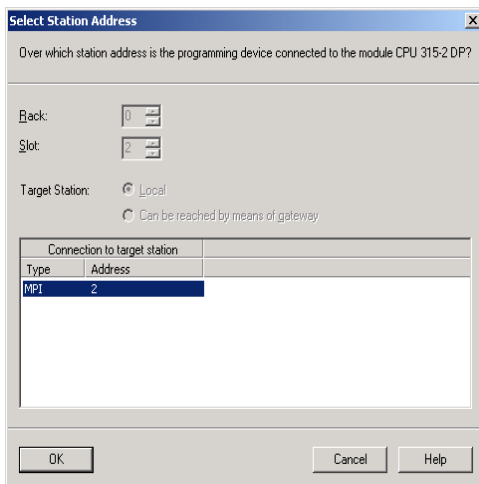 Select Station Address
Over which station address is the programming device connected to the module CPU 315-2 DP?
Rack: 0
Slot: 2
Target Station: Local
Can be reached by means of gateway
Connection to target station
Type Address
MPI 2
OK Cancel Help